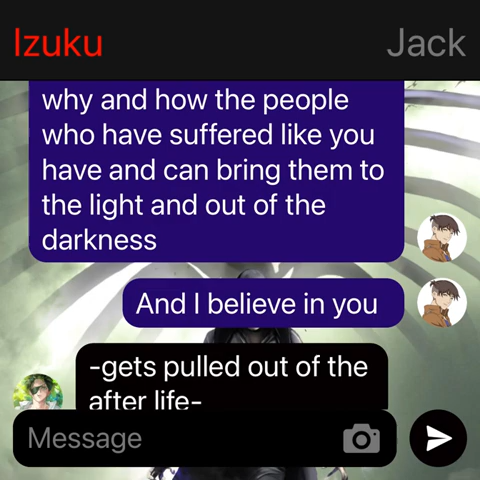 Izuku Jack
why and how the people
who have suffered like you
have and can bring them to
the light and out of the
darkness
And I believe in you
-gets pulled out of the
after life-
Message